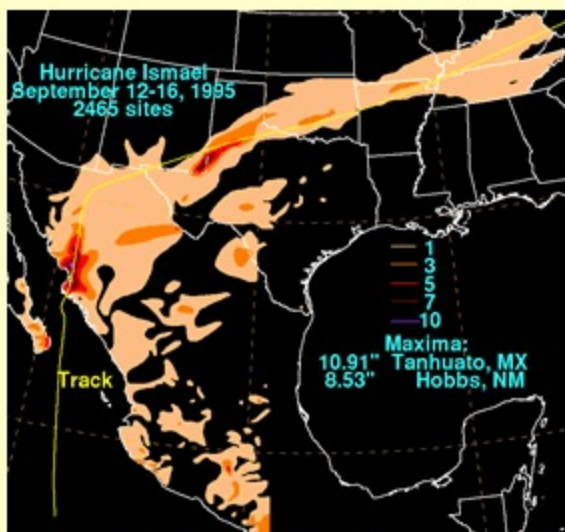 Hurricane Ismael
September 12-16, 1995
2465 sites
1
3
5
7
10
Maxima:
10.91" Tanhuato, MX
8.53" Hobbs, NM
Track